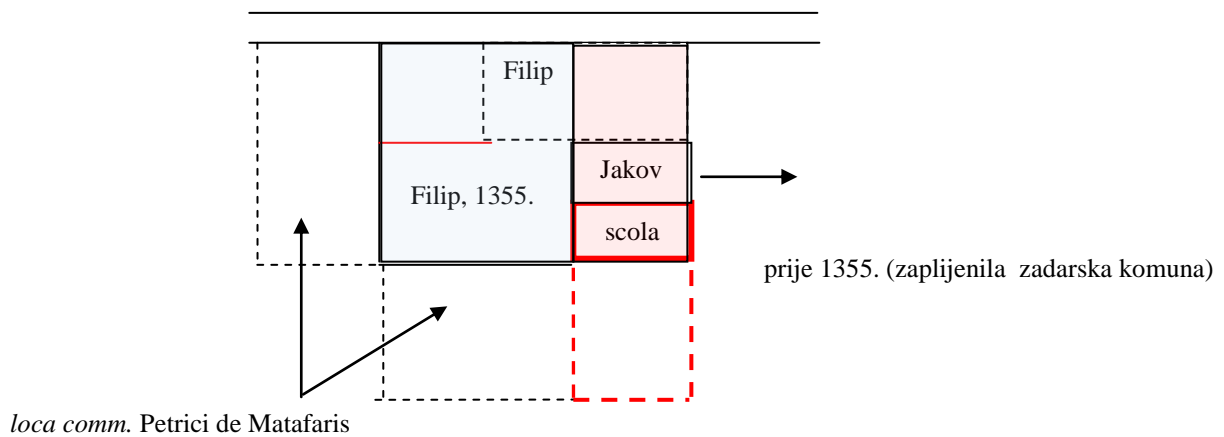 Filip
Jakov
Filip, 1355.
scola
prije 1355. (zaplijenila zadarska komuna)
loca comm. Petrici de Matafaris